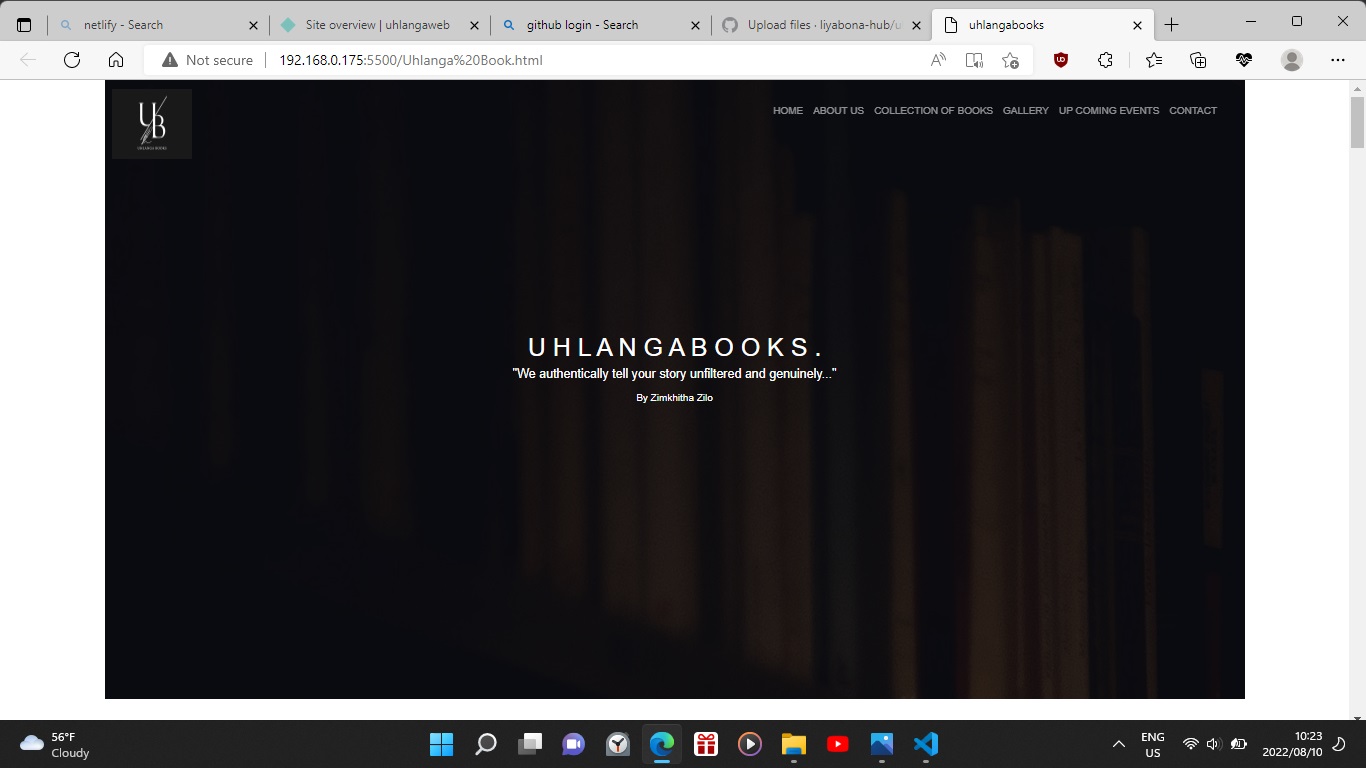 netlify - Search
Site overview | uhlangaweb
github login - Search
Upload files · liyabona-hub/u
uhlangabooks
Not secure
192.168.0.175:5500/Uhlanga%20Book.html
UB
UHLANGA BOOKS
HOME ABOUT US COLLECTION OF BOOKS GALLERY UP COMING EVENTS CONTACT
UHLANGABOOKS.
"We authentically tell your story unfiltered and genuinely..."
By Zimkhitha Zilo
56°F
Cloudy
ENG
US
10:23
2022/08/10